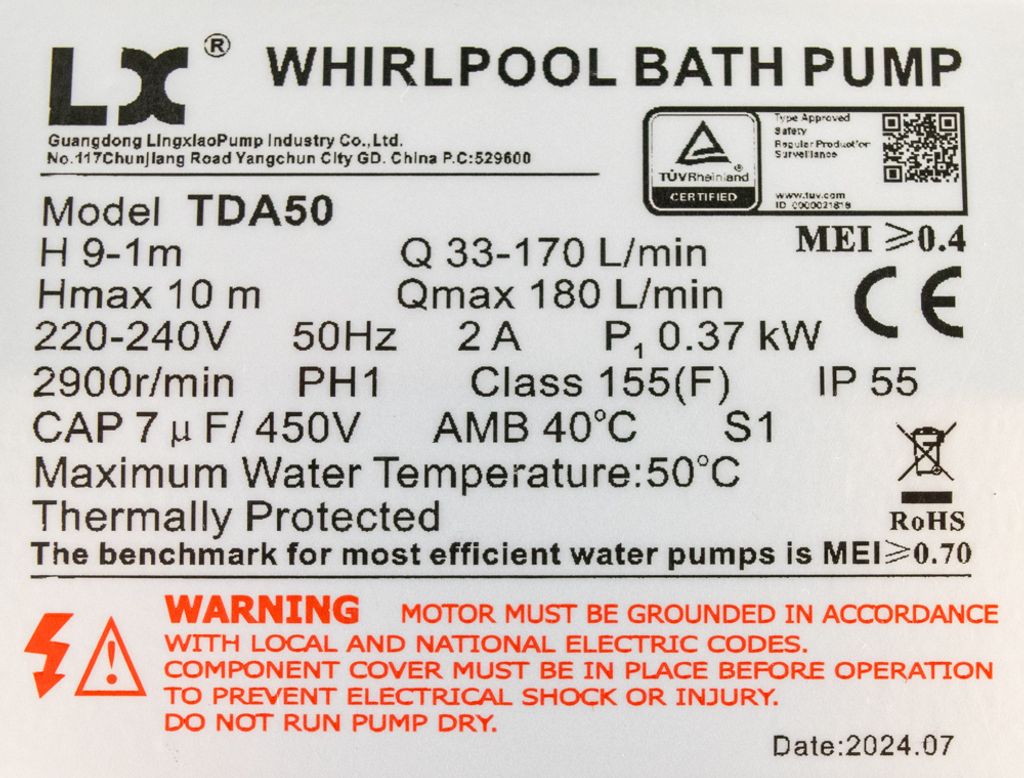 LX ® WHIRLPOOL BATH PUMP
Guangdong LingxiaoPump Industry Co.,Ltd.
No.117Chunjiang Road Yangchun City GD. China P.C:529600
Type Approved
Safety
Regular Production
Surveillance
TÜVRheinland ®
CERTIFIED
www.tuv.com
ID
Model TDA50
MEI ≥0.4
H 9-1m Q 33-170 L/min
Hmax 10 m Qmax 180 L/min
CE
220-240V 50Hz 2 A P₁ 0.37 kW
2900r/min PH1 Class 155(F) IP 55
CAP 7 μ F/ 450V AMB 40°C S1
Maximum Water Temperature:50°C
Thermally Protected
RoHS
The benchmark for most efficient water pumps is MEI≥0.70
WARNING MOTOR MUST BE GROUNDED IN ACCORDANCE
WITH LOCAL AND NATIONAL ELECTRIC CODES.
COMPONENT COVER MUST BE IN PLACE BEFORE OPERATION
TO PREVENT ELECTRICAL SHOCK OR INJURY.
DO NOT RUN PUMP DRY.
Date:2024.07